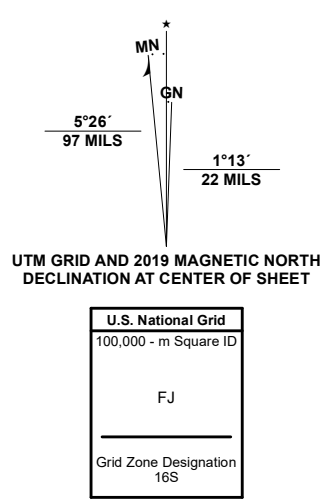 MN
GN
5°26´
97 MILS
1°13´
22 MILS
UTM GRID AND 2019 MAGNETIC NORTH
DECLINATION AT CENTER OF SHEET
U.S. National Grid
100,000 - m Square ID
FJ
Grid Zone Designation
16S